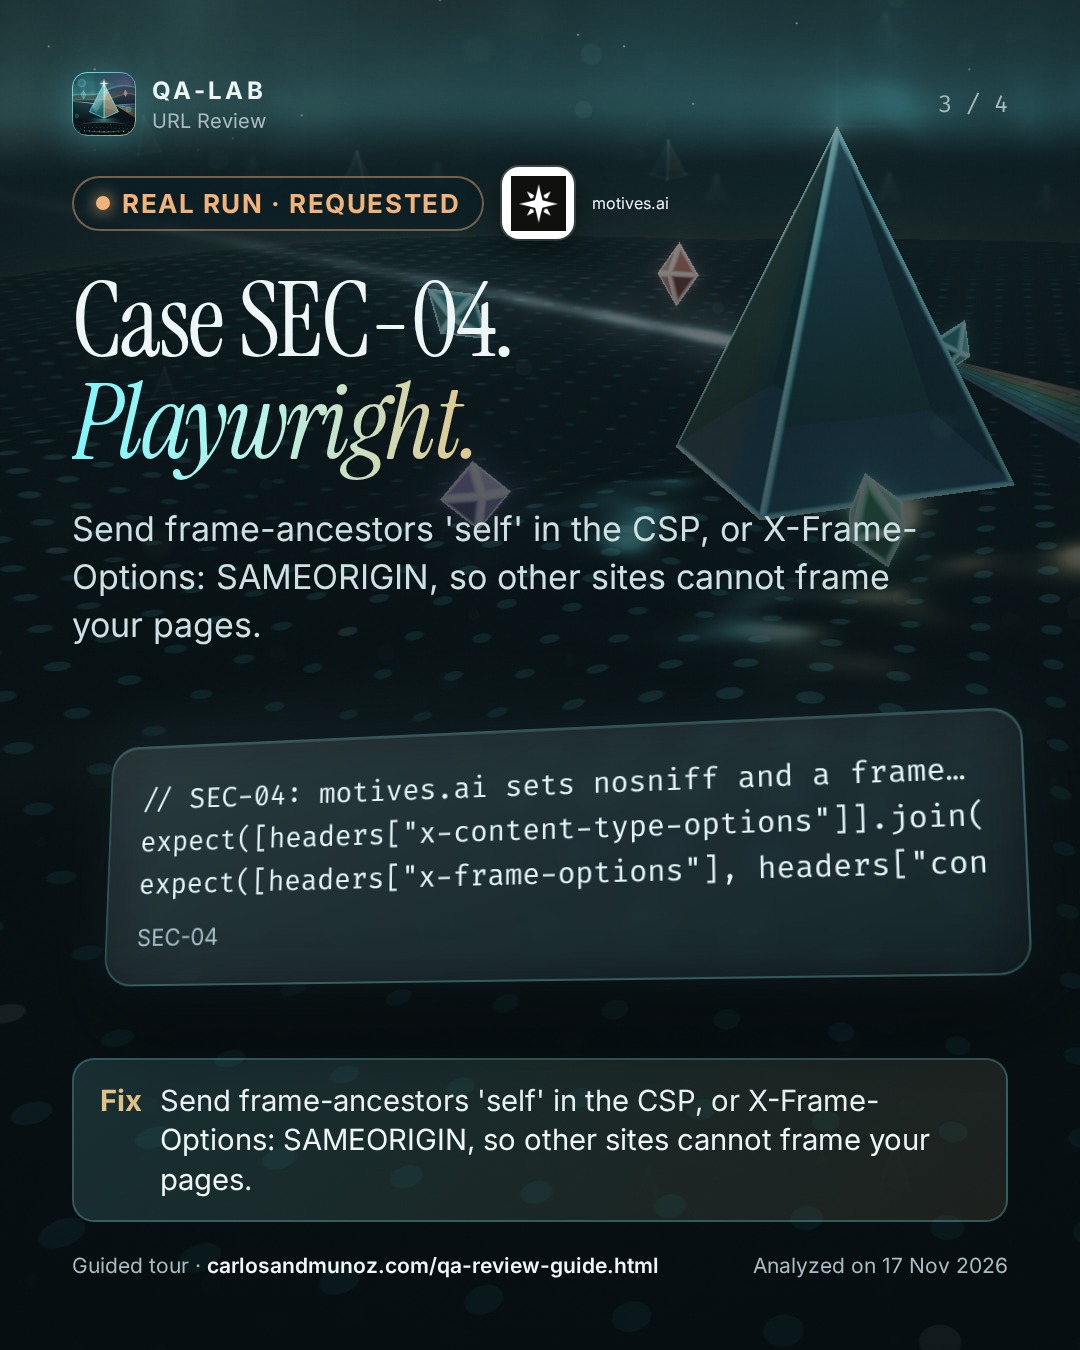 QA-LAB
URL Review
3 / 4
REAL RUN · REQUESTED
motives.ai
Case SEC-04.
Playwright.
Send frame-ancestors 'self' in the CSP, or X-Frame-
Options: SAMEORIGIN, so other sites cannot frame
your pages.
// SEC-04: motives.ai sets nosniff and a frame…
expect([headers["x-content-type-options"]].join(
expect([headers["x-frame-options"], headers["con
SEC-04
Fix Send frame-ancestors 'self' in the CSP, or X-Frame-
Options: SAMEORIGIN, so other sites cannot frame your
pages.
Guided tour · carlosandmunoz.com/qa-review-guide.html
Analyzed on 17 Nov 2026